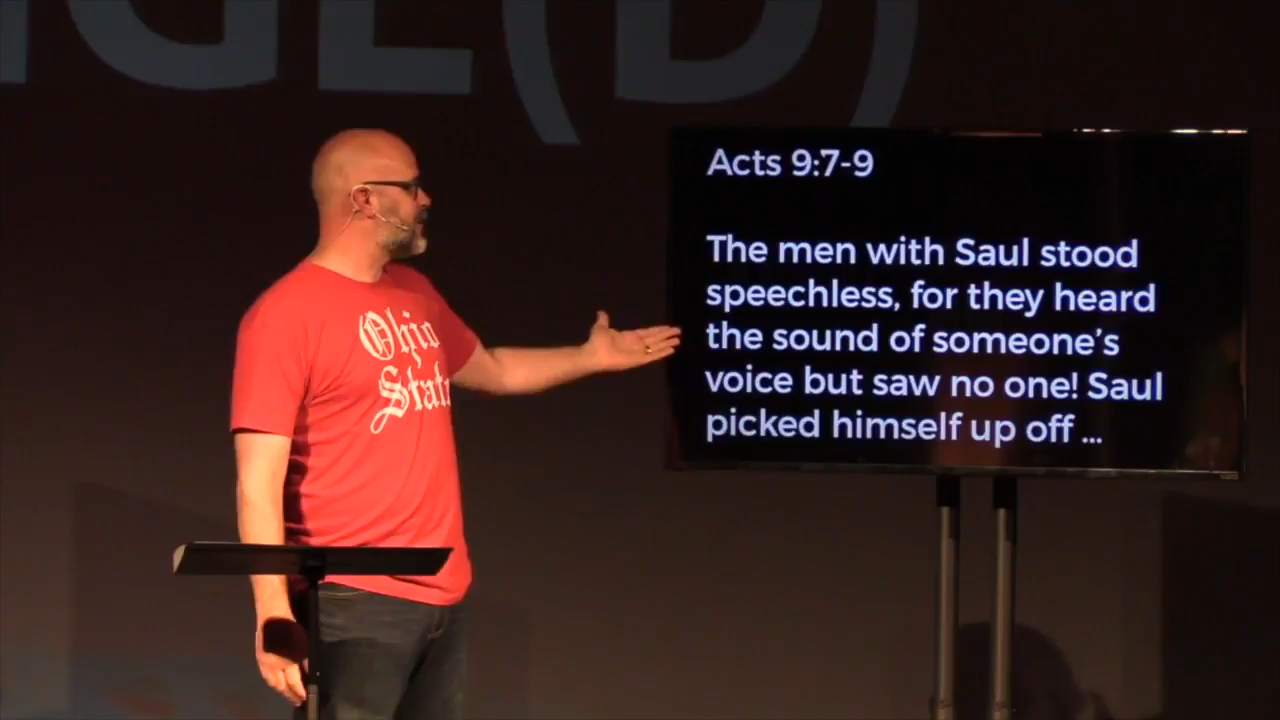 NGE(D)
Acts 9:7-9
The men with Saul stood
speechless, for they heard
the sound of someone’s
voice but saw no one! Saul
picked himself up off ...
Ohio
State